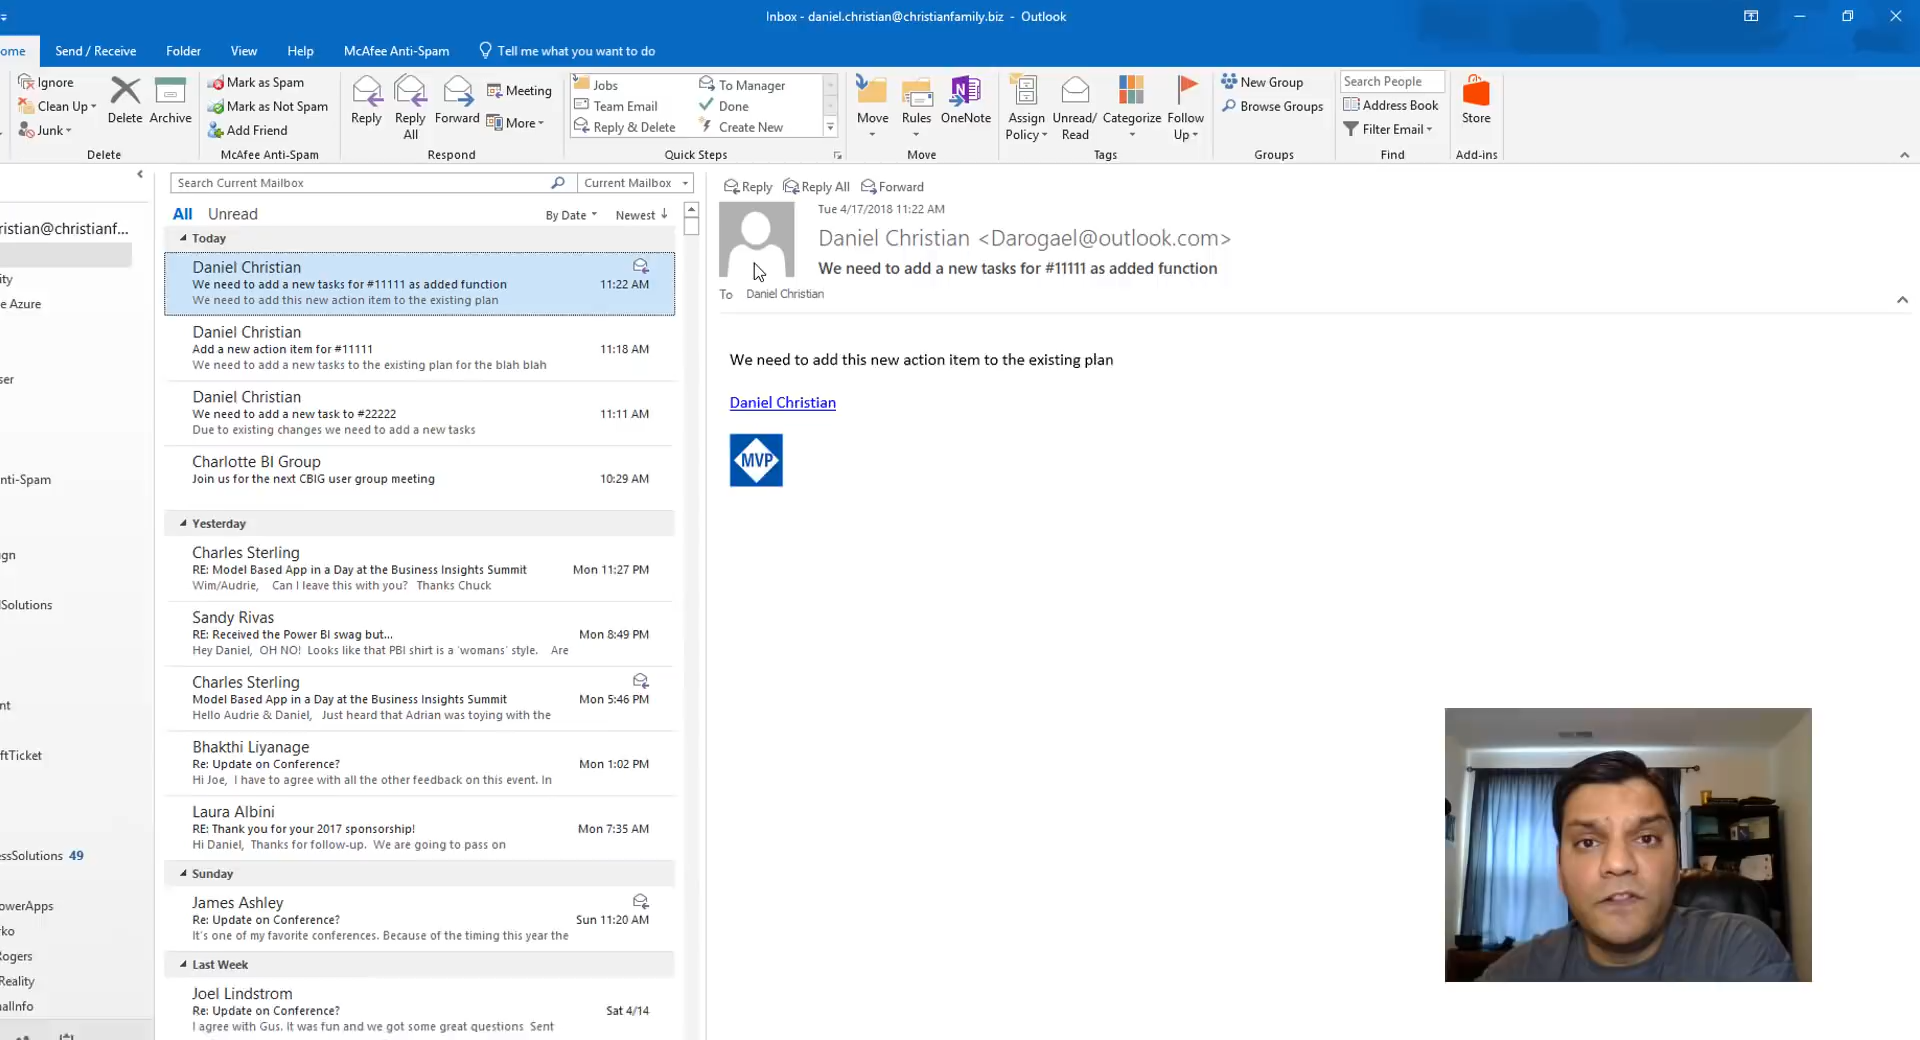 Inbox - daniel.christian@christianfamily.biz - Outlook
ome Send / Receive Folder View Help McAfee Anti-Spam Tell me what you want to do
Ignore
Clean Up
Junk
Delete
Archive
Delete
Mark as Spam
Mark as Not Spam
Add Friend
McAfee Anti-Spam
Reply
Reply All
Forward
Meeting
More
Respond
Jobs
Team Email
Reply & Delete
To Manager
Done
Create New
Quick Steps
Move
Rules
OneNote
Move
Assign Policy
Unread/ Read
Categorize
Follow Up
Tags
New Group
Browse Groups
Groups
Search People
Address Book
Filter Email
Find
Store
Add-ins
ristian@christianf...
ity
e Azure
ser
nti-Spam
gn
lSolutions
nt
ftTicket
essSolutions 49
owerApps
rko
Rogers
Reality
nalInfo
Search Current Mailbox
Current Mailbox
All Unread By Date Newest
Today
Daniel Christian
We need to add a new tasks for #11111 as added function 11:22 AM
We need to add this new action item to the existing plan
Daniel Christian
Add a new action item for #11111 11:18 AM
We need to add a new tasks to the existing plan for the blah blah
Daniel Christian
We need to add a new task to #22222 11:11 AM
Due to existing changes we need to add a new tasks
Charlotte BI Group
Join us for the next CBIG user group meeting 10:29 AM
Yesterday
Charles Sterling
RE: Model Based App in a Day at the Business Insights Summit Mon 11:27 PM
Wim/Audrie, Can I leave this with you? Thanks Chuck
Sandy Rivas
RE: Received the Power BI swag but... Mon 8:49 PM
Hey Daniel, OH NO! Looks like that PBI shirt is a 'womans' style. Are
Charles Sterling
Model Based App in a Day at the Business Insights Summit Mon 5:46 PM
Hello Audrie & Daniel, Just heard that Adrian was toying with the
Bhakthi Liyanage
Re: Update on Conference? Mon 1:02 PM
Hi Joe, I have to agree with all the other feedback on this event. In
Laura Albini
RE: Thank you for your 2017 sponsorship! Mon 7:35 AM
Hi Daniel, Thanks for follow-up. We are going to pass on
Sunday
James Ashley
Re: Update on Conference? Sun 11:20 AM
It's one of my favorite conferences. Because of the timing this year the
Last Week
Joel Lindstrom
Re: Update on Conference? Sat 4/14
I agree with Gus. It was fun and we got some great questions Sent
Reply Reply All Forward
Tue 4/17/2018 11:22 AM
Daniel Christian <Darogael@outlook.com>
We need to add a new tasks for #11111 as added function
To Daniel Christian
We need to add this new action item to the existing plan
Daniel Christian
MVP